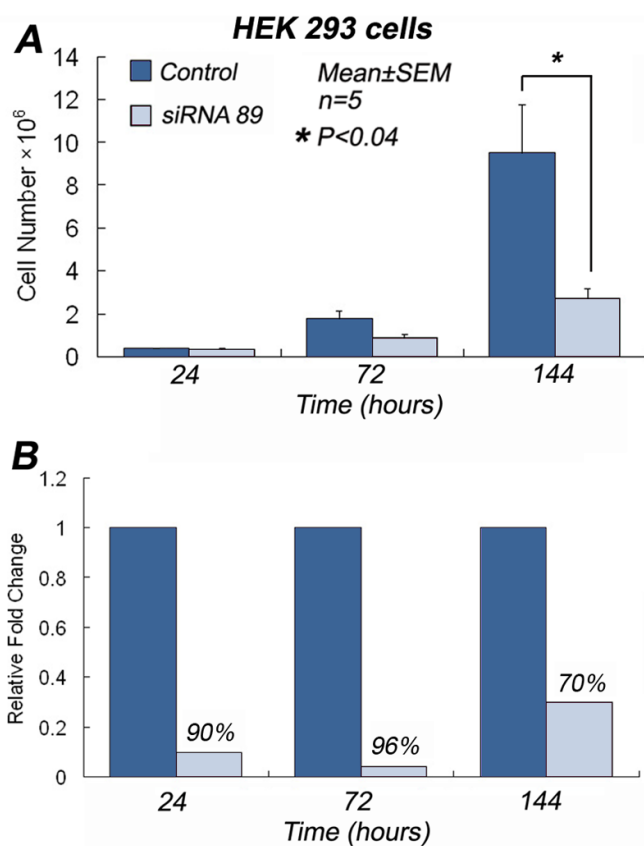 A
HEK 293 cells
Control
siRNA 89
Mean±SEM
n=5
* P<0.04
*
Cell Number ×10⁶
14
12
10
8
6
4
2
0
24 72 144
Time (hours)
B
Relative Fold Change
1.2
1
0.8
0.6
0.4
0.2
0
90%
96%
70%
24 72 144
Time (hours)